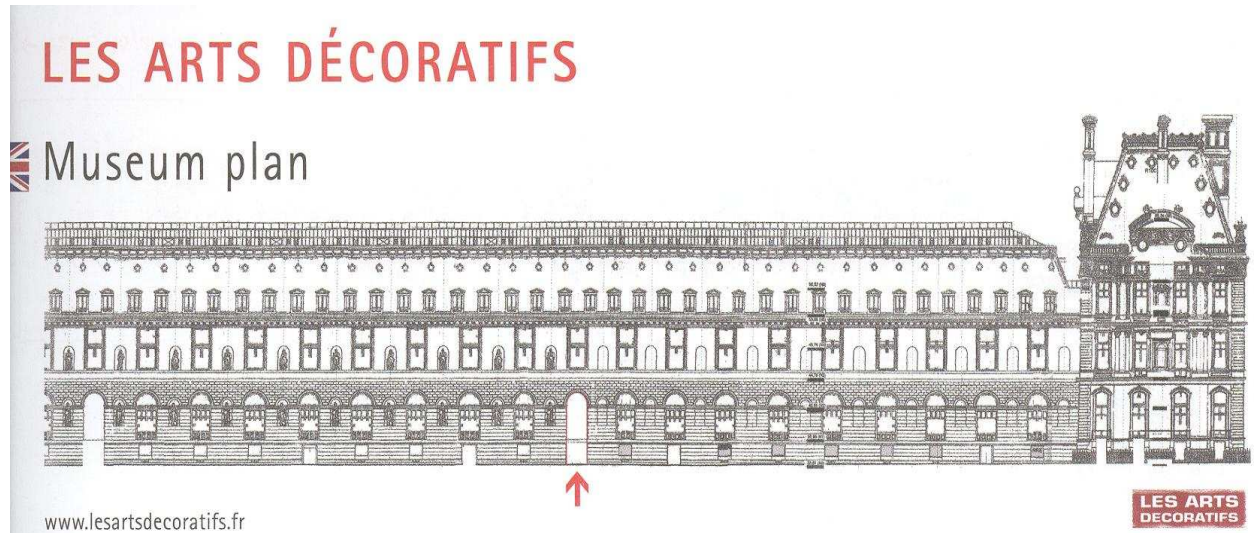 LES ARTS DÉCORATIFS
Museum plan
www.lesartsdecoratifs.fr
LES ARTS
DECORATIFS